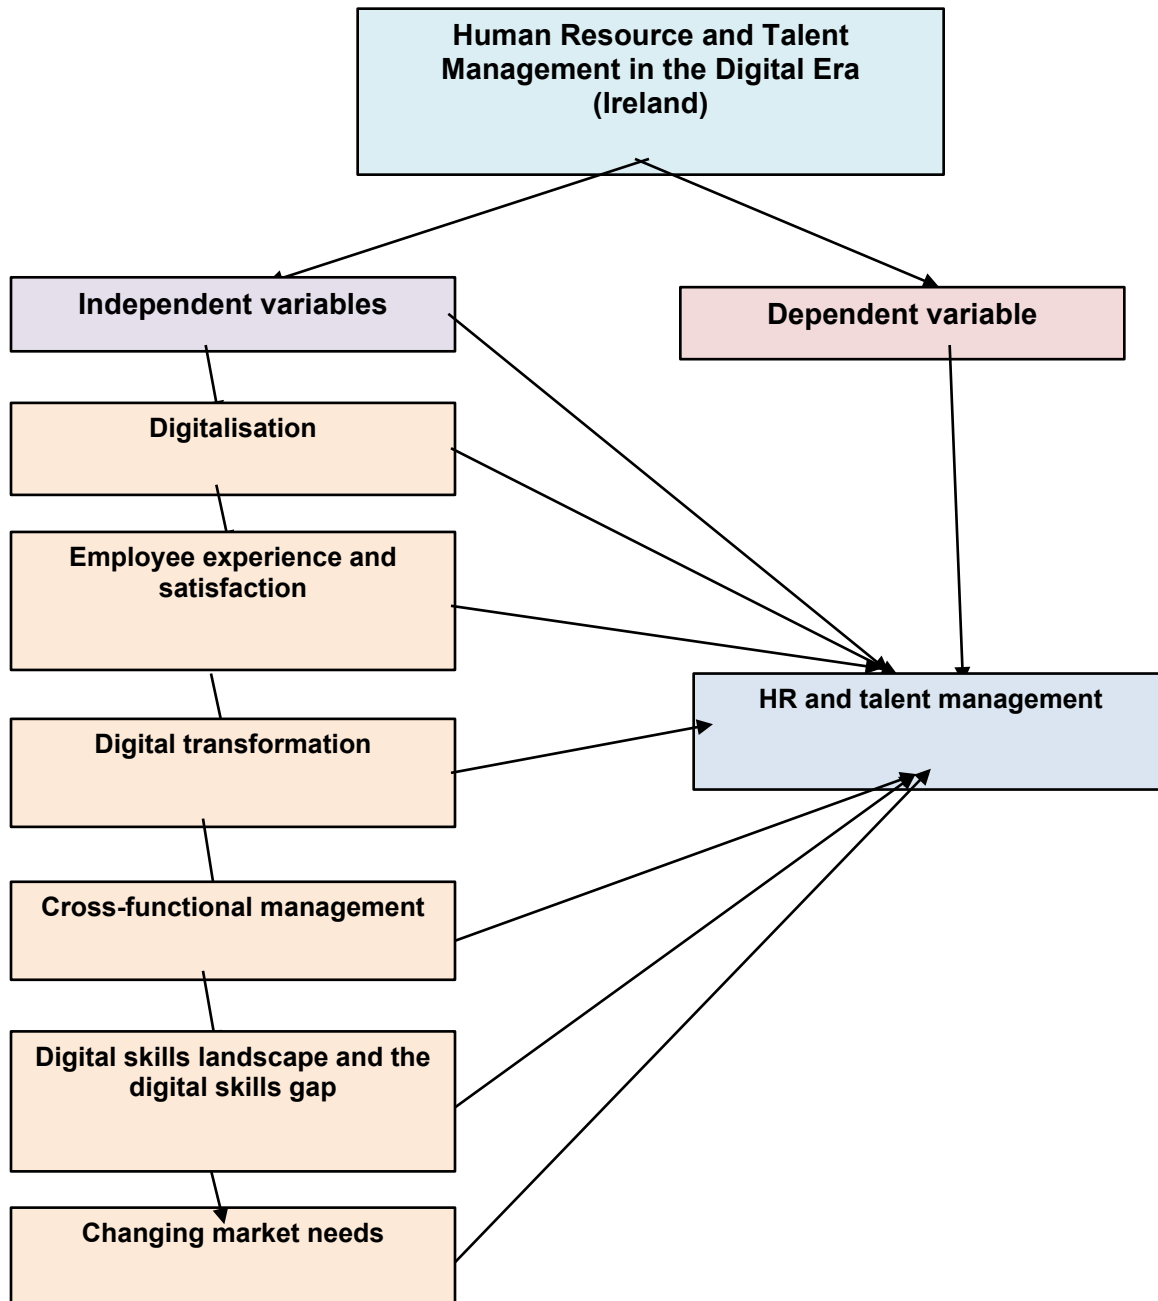 Human Resource and Talent
Management in the Digital Era
(Ireland)
Independent variables
Dependent variable
Digitalisation
Employee experience and
satisfaction
HR and talent management
Digital transformation
Cross-functional management
Digital skills landscape and the
digital skills gap
Changing market needs